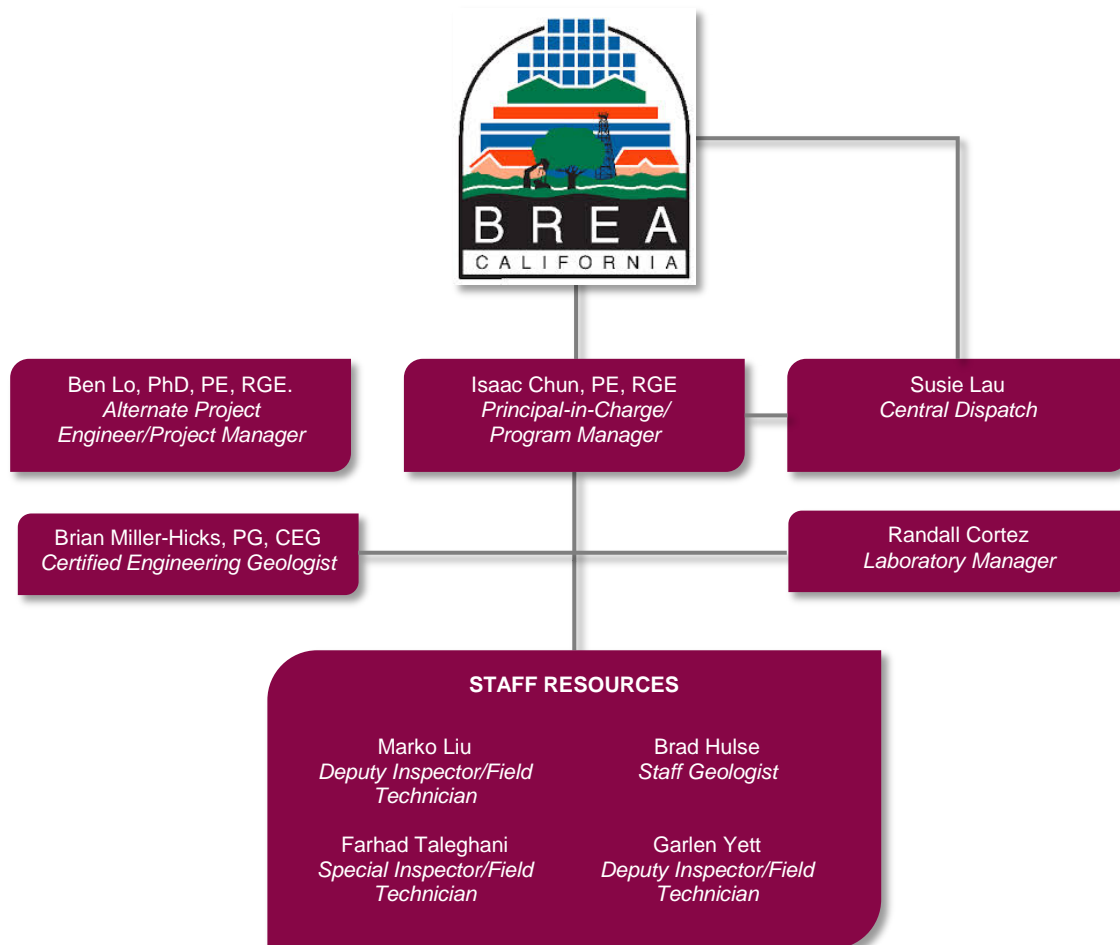 BREA
CALIFORNIA
Ben Lo, PhD, PE, RGE.
Alternate Project
Engineer/Project Manager
Isaac Chun, PE, RGE
Principal-in-Charge/
Program Manager
Susie Lau
Central Dispatch
Brian Miller-Hicks, PG, CEG
Certified Engineering Geologist
Randall Cortez
Laboratory Manager
STAFF RESOURCES
Marko Liu
Deputy Inspector/Field
Technician
Brad Hulse
Staff Geologist
Farhad Taleghani
Special Inspector/Field
Technician
Garlen Yett
Deputy Inspector/Field
Technician